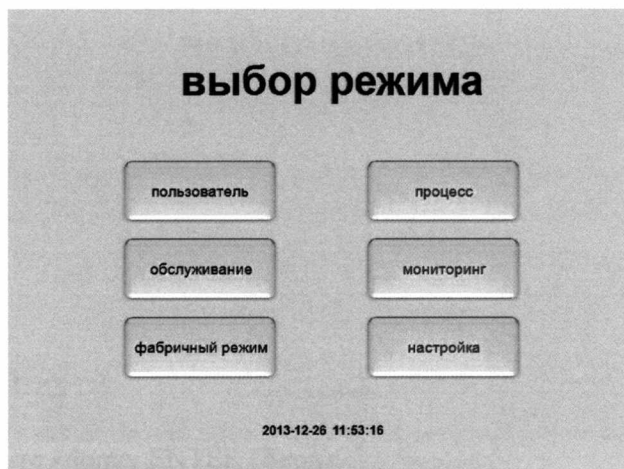 выбор режима
пользователь процесс
обслуживание мониторинг
фабричный режим настройка
2013-12-26 11:53:16